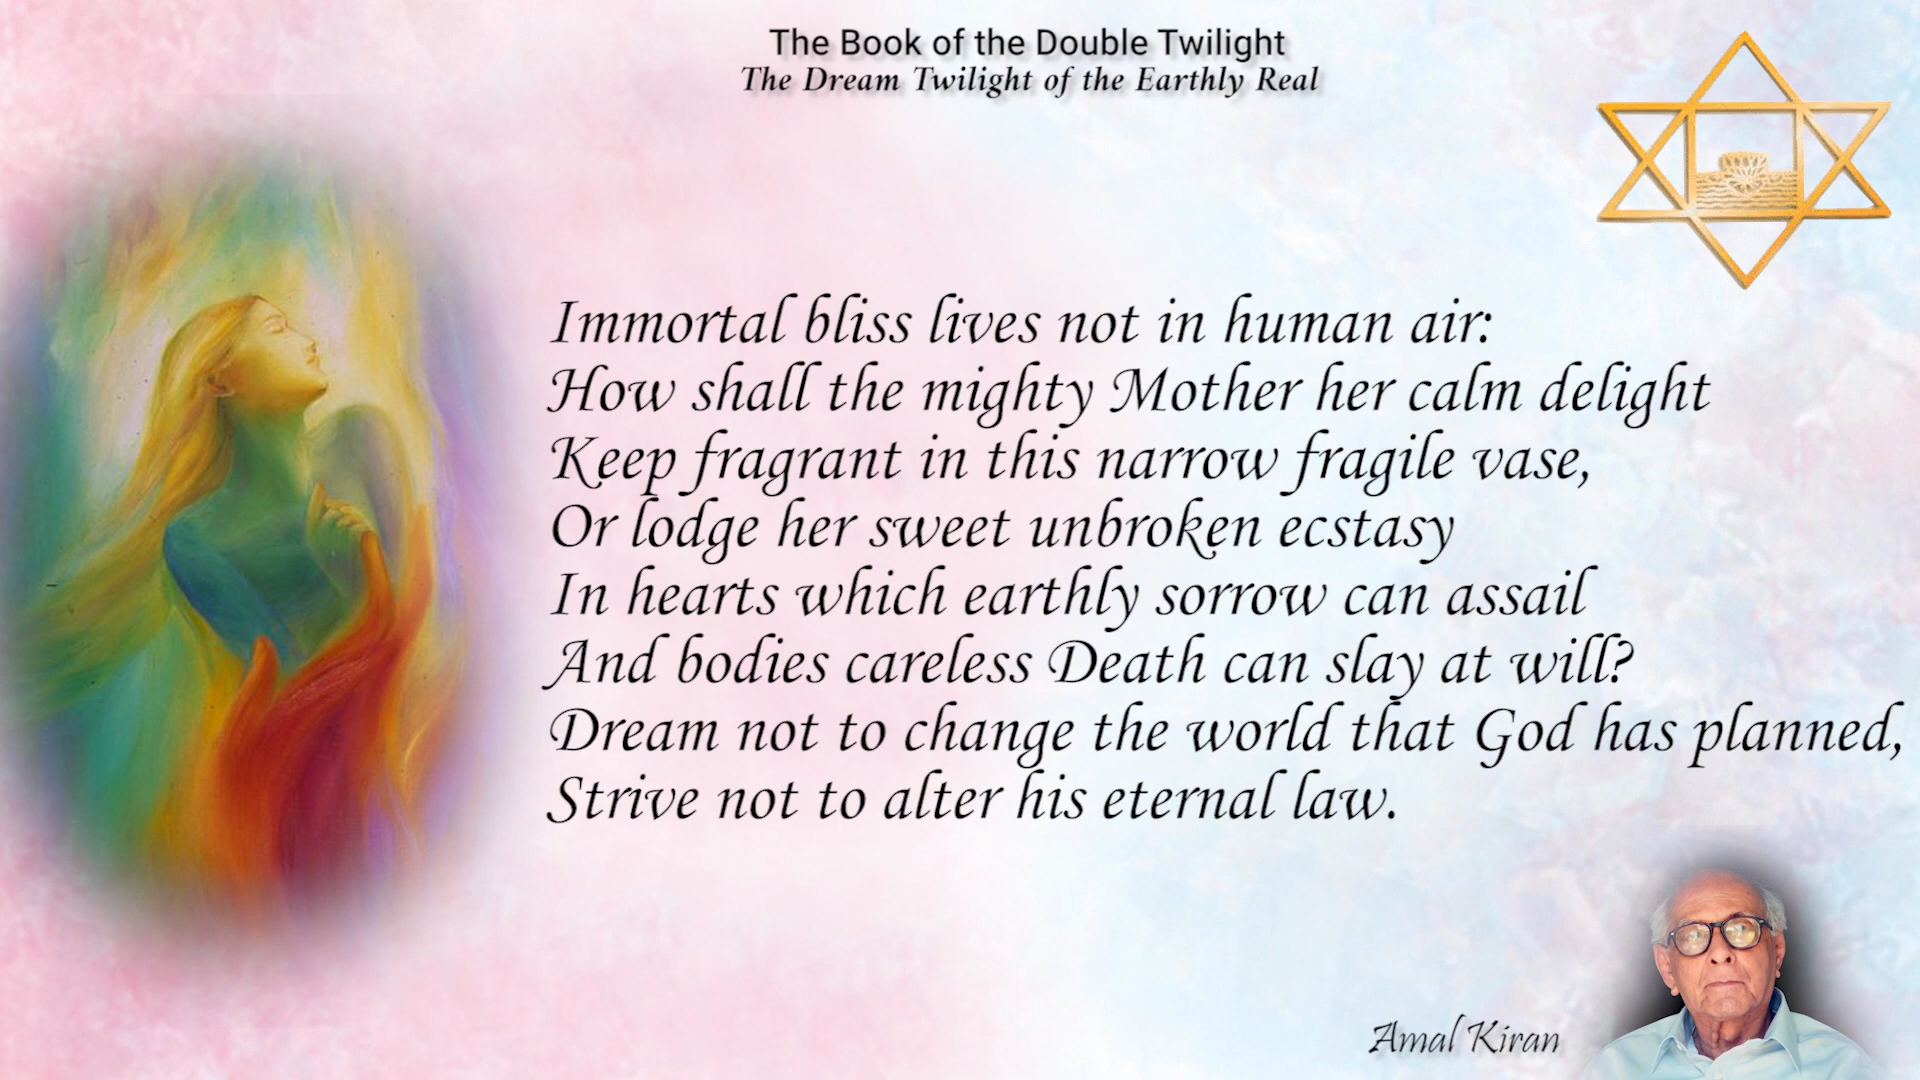 The Book of the Double Twilight
The Dream Twilight of the Earthly Real
Immortal bliss lives not in human air:
How shall the mighty Mother her calm delight
Keep fragrant in this narrow fragile vase,
Or lodge her sweet unbroken ecstasy
In hearts which earthly sorrow can assail
And bodies careless Death can slay at will?
Dream not to change the world that God has planned,
Strive not to alter his eternal law.
Amal Kiran